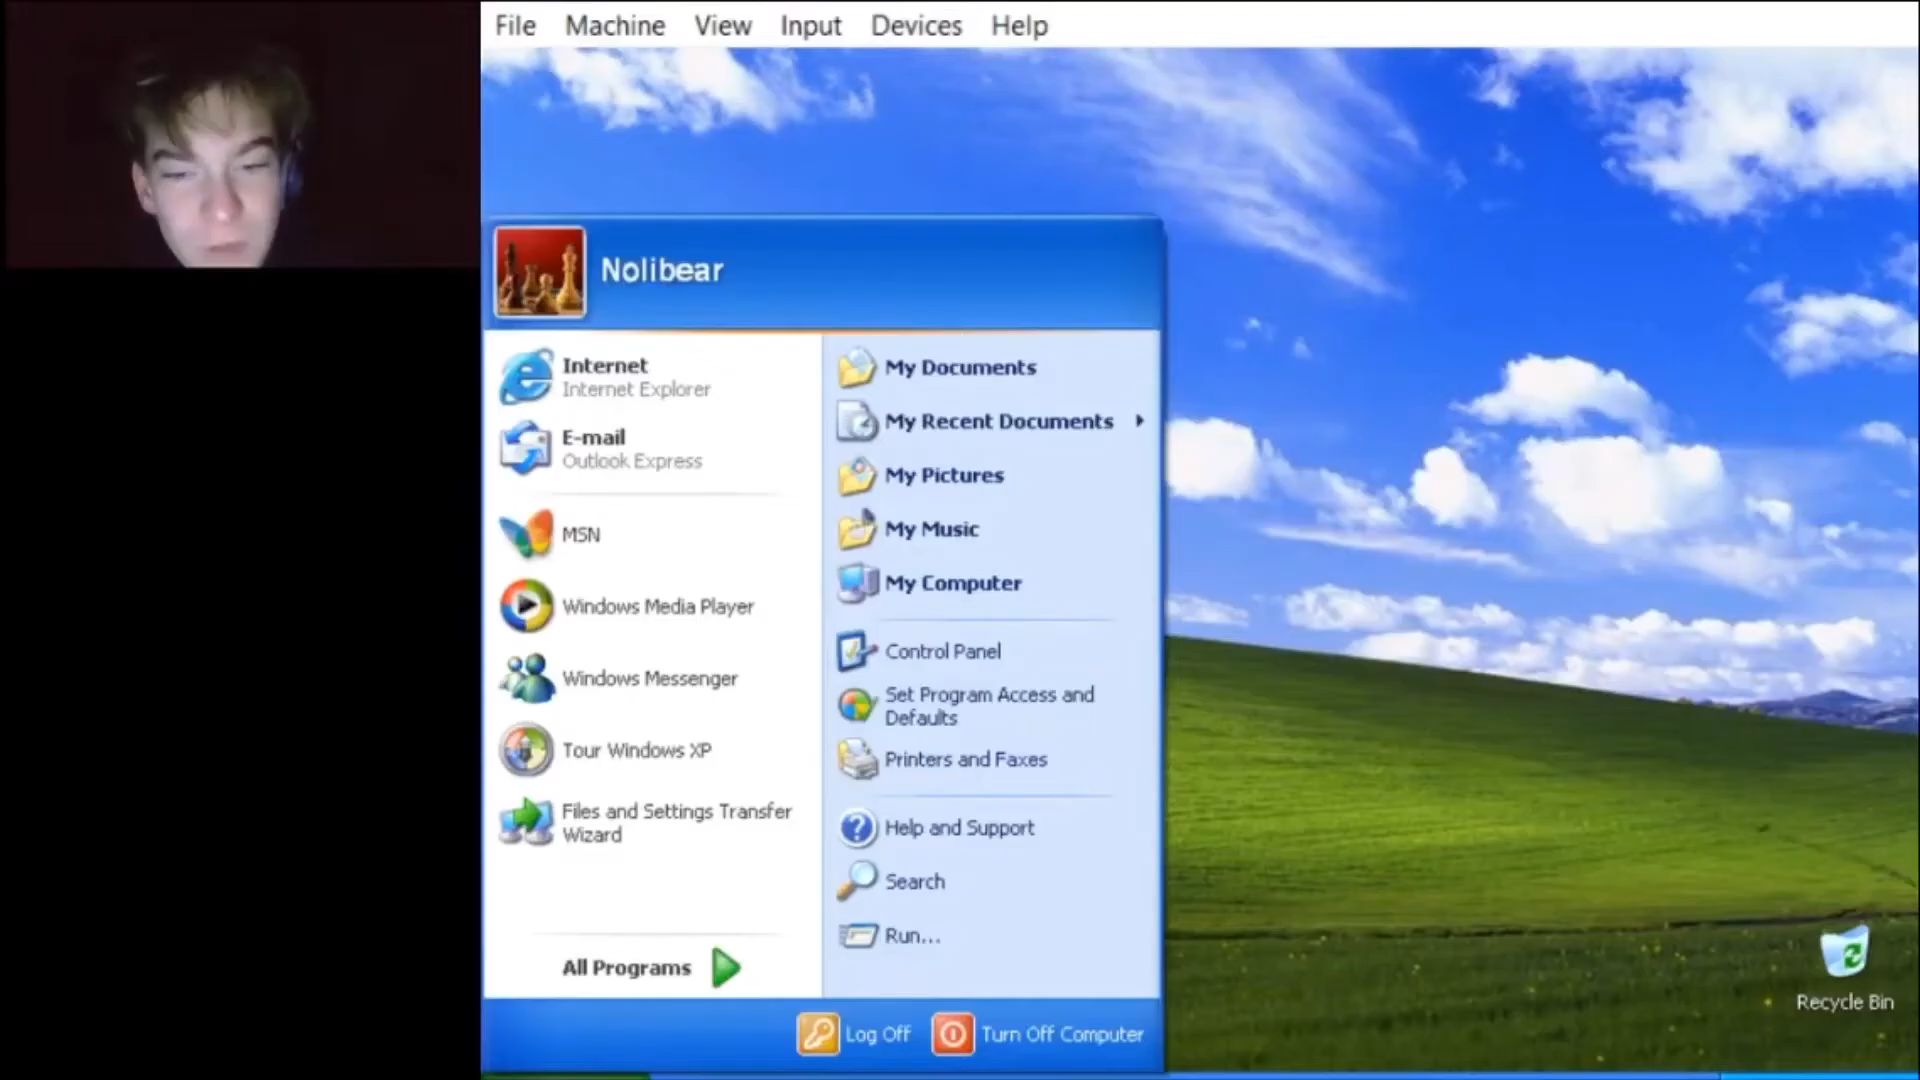 File Machine View Input Devices Help
Nolibear
Internet
Internet Explorer
E-mail
Outlook Express
MSN
Windows Media Player
Windows Messenger
Tour Windows XP
Files and Settings Transfer
Wizard
All Programs
My Documents
My Recent Documents
My Pictures
My Music
My Computer
Control Panel
Set Program Access and
Defaults
Printers and Faxes
Help and Support
Search
Run...
Log Off
Turn Off Computer
Recycle Bin